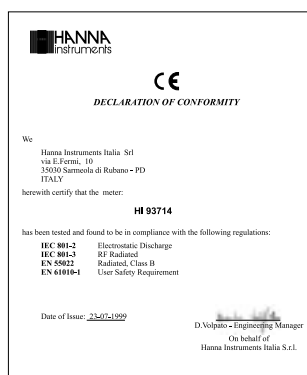 HANNA
instruments
CE
DECLARATION OF CONFORMITY
We
Hanna Instruments Italia Srl
via E.Fermi, 10
35030 Sarmeola di Rubano - PD
ITALY
herewith certify that the meter:
HI 93714
has been tested and found to be in compliance with the following regulations:
IEC 801-2 Electrostatic Discharge
IEC 801-3 RF Radiated
EN 55022 Radiated, Class B
EN 61010-1 User Safety Requirement
Date of Issue: 23-07-1999
D.Volpato - Engineering Manager
On behalf of
Hanna Instruments Italia S.r.l.